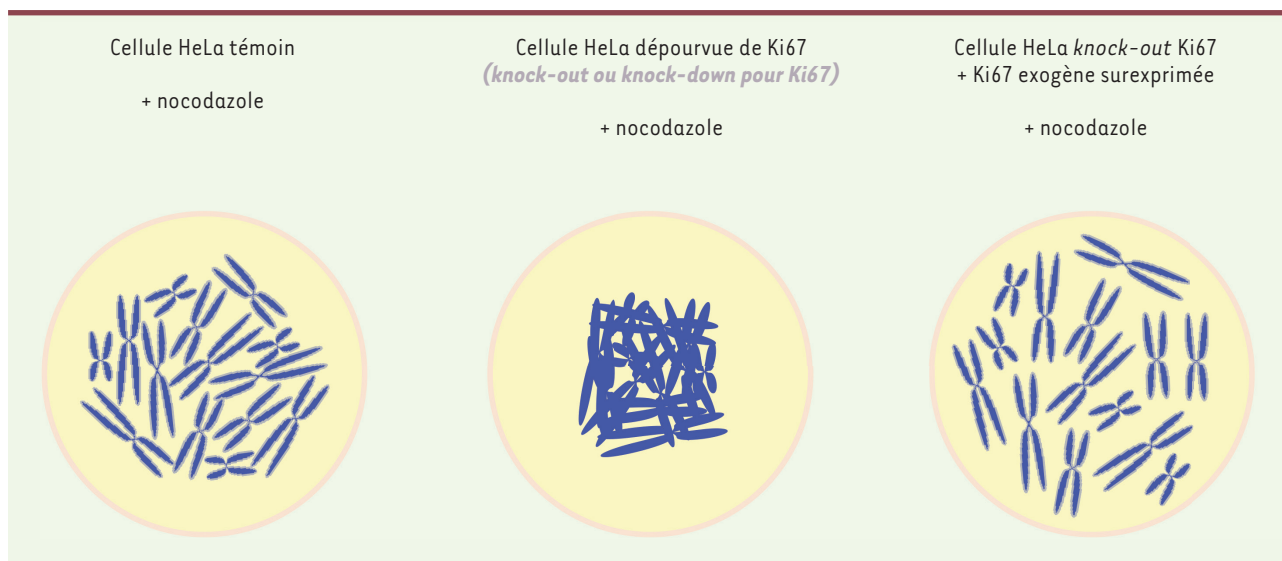 Cellule HeLa témoin
+ nocodazole
Cellule HeLa dépourvue de Ki67
(knock-out ou knock-down pour Ki67)
+ nocodazole
Cellule HeLa knock-out Ki67
+ Ki67 exogène surexprimée
+ nocodazole